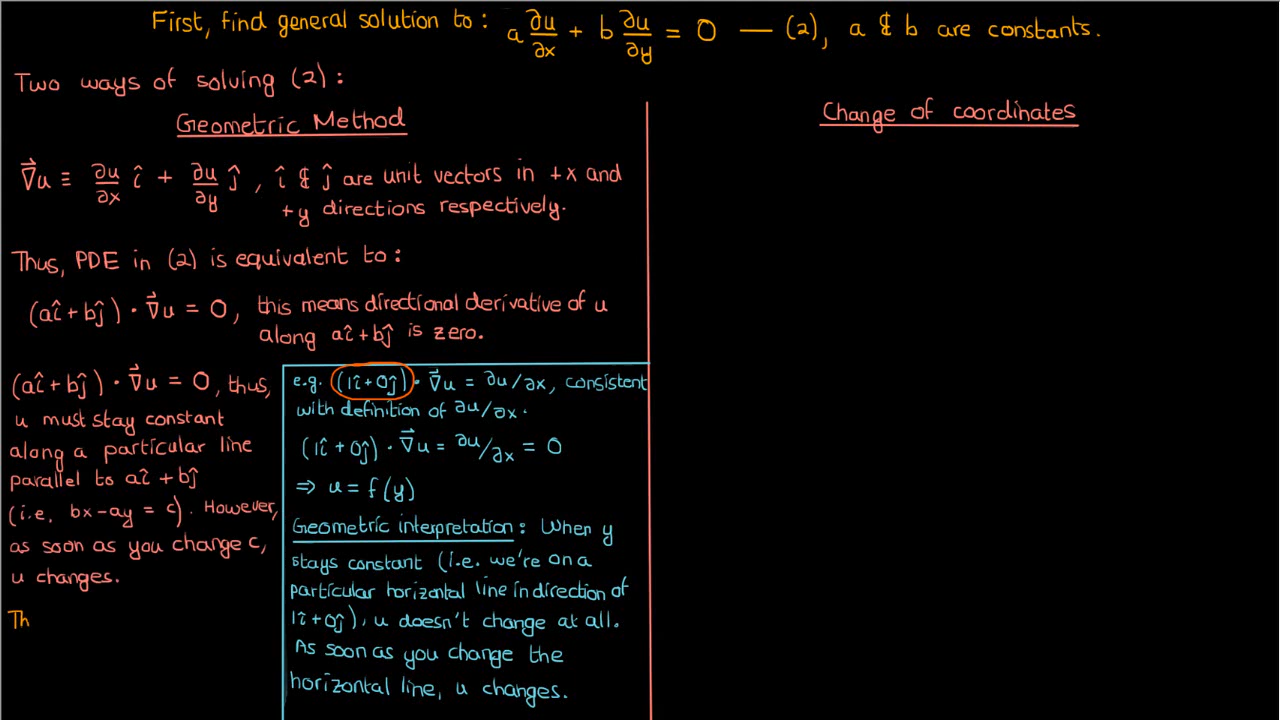 First, find general solution to: a ∂u/∂x + b ∂u/∂y = 0 — (2), a & b are constants.
Two ways of solving (2):
Geometric Method
∇⃗u ≡ ∂u/∂x î + ∂u/∂y ĵ, î & ĵ are unit vectors in +x and
+y directions respectively.
Thus, PDE in (2) is equivalent to:
(aî+bĵ)·∇⃗u = 0, this means directional derivative of u
along aî+bĵ is zero.
(aî+bĵ)·∇⃗u = 0, thus,
u must stay constant
along a particular line
parallel to aî+bĵ
(i.e. bx-ay = c). However,
as soon as you change c,
u changes.
Th
e.g. (1î+0ĵ)·∇⃗u = ∂u/∂x, consistent
with definition of ∂u/∂x.
(1î+0ĵ)·∇⃗u = ∂u/∂x = 0
⇒ u = f(y)
Geometric interpretation: When y
stays constant (i.e. we're on a
particular horizontal line in direction of
1î+0ĵ), u doesn't change at all.
As soon as you change the
horizontal line, u changes.
Change of coordinates